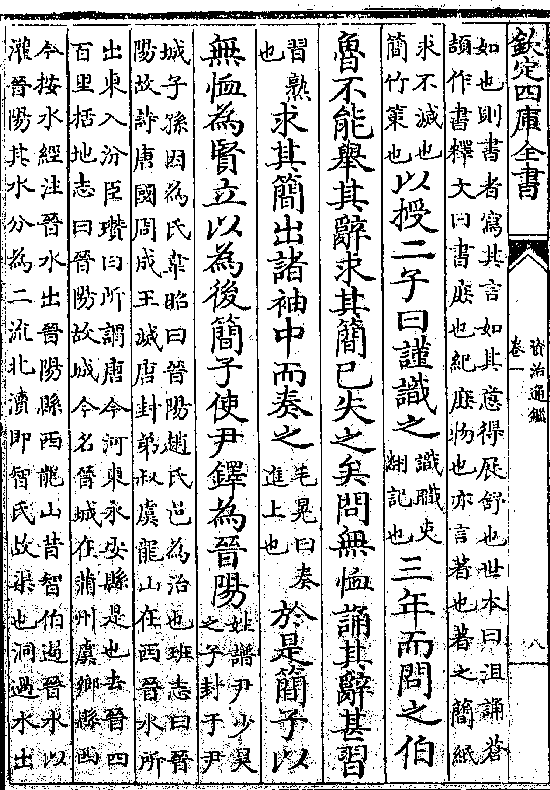 欽定四庫全書
資治通鑑
卷一
八
如也則書者寫其言如其意得展舒也世本曰沮誦蒼
頡作書釋文曰書庶也紀庶物也亦言著也著之簡紙
求不滅也
簡竹策也以授二子曰謹識之識職吏
翻記也三年而問之伯
魯不能舉其辭求其簡已失之矣問無恤誦其辭甚習
習熟
也求其簡出諸袖中而奏之毛晃曰奏
進上也於是簡子以
無恤為賢立以為後簡子使尹鐸為晉陽姓譜尹少昊
之子封于尹
城子孫因為氏韋昭曰晉陽趙氏邑為治也班志曰晉
陽故詩唐國周成王滅唐封弟叔虞龍山在西晉水所
出東入汾臣瓚曰所謂唐今河東永安縣是也去晉四
百里括地志曰晉陽故城今名晉城在蒲州虞鄉縣西
今按水經注晉水出晉陽縣西龍山昔智伯遏晉水以
灌晉陽其水分為二流北瀆即智氏故渠也洞過水出